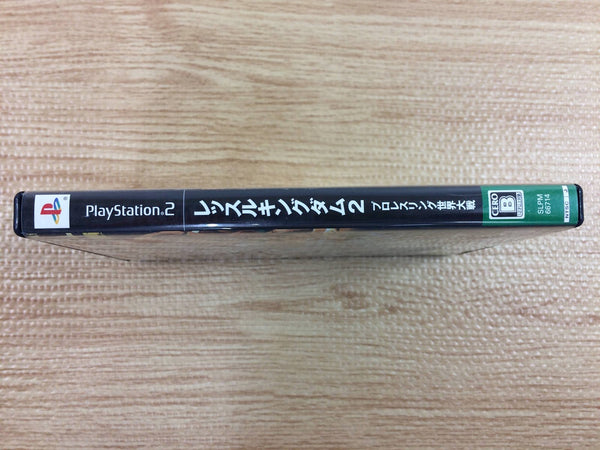 PlayStation.2
レッスルキングダム2 プロレスリング世界大戦
CERO
B
SLPM
66714